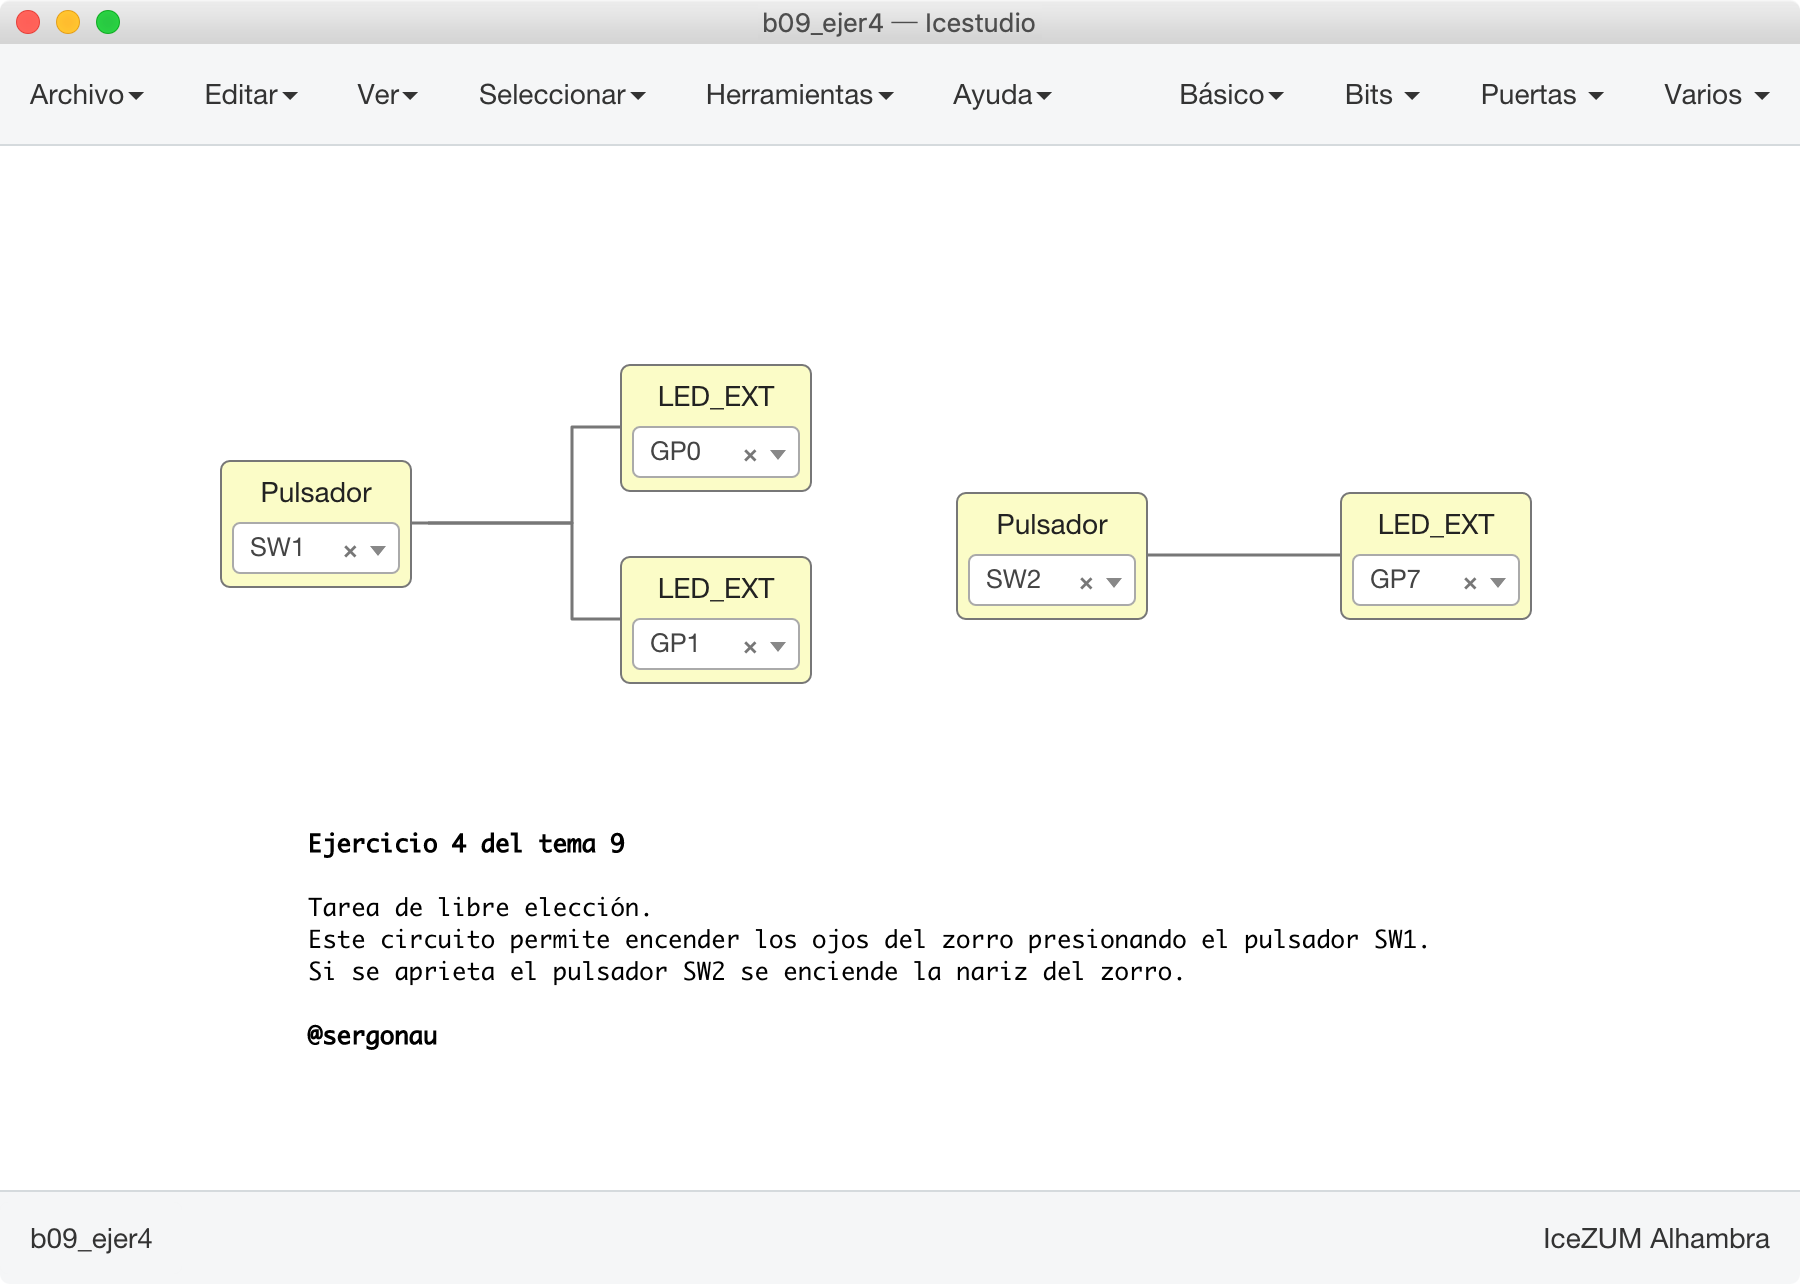 b09_ejer4 — Icestudio
Archivo Editar Ver Seleccionar Herramientas Ayuda Básico Bits Puertas Varios
LED_EXT
GP0
Pulsador
SW1
LED_EXT
GP1
Pulsador
SW2
LED_EXT
GP7
Ejercicio 4 del tema 9
Tarea de libre elección.
Este circuito permite encender los ojos del zorro presionando el pulsador SW1.
Si se aprieta el pulsador SW2 se enciende la nariz del zorro.
@sergonau
b09_ejer4 IceZUM Alhambra